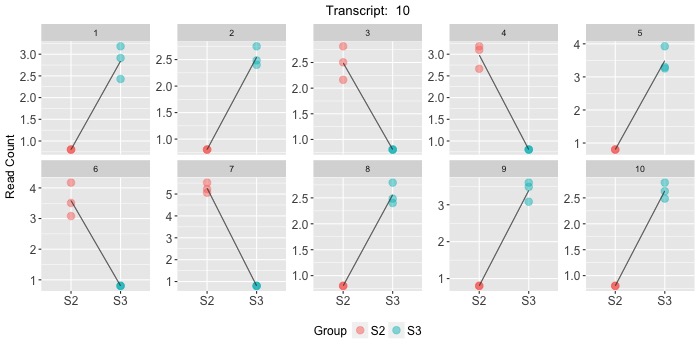 Transcript: 10
Read Count
1 2 3 4 5
3.0 2.5 3.0 4
2.5 2.5
2.5 2.0 2.0 2.5 3
2.0 2.0
1.5 1.5 1.5 2
1.5
1.0 1.0 1.0 1.0 1
6 7 8 9 10
4 5 2.5 3 2.5
3 4 2.0 2.0
3 2
2 2 1.5 1.5
1 1 1.0 1 1.0
S2 S3 S2 S3 S2 S3 S2 S3 S2 S3
Group S2 S3